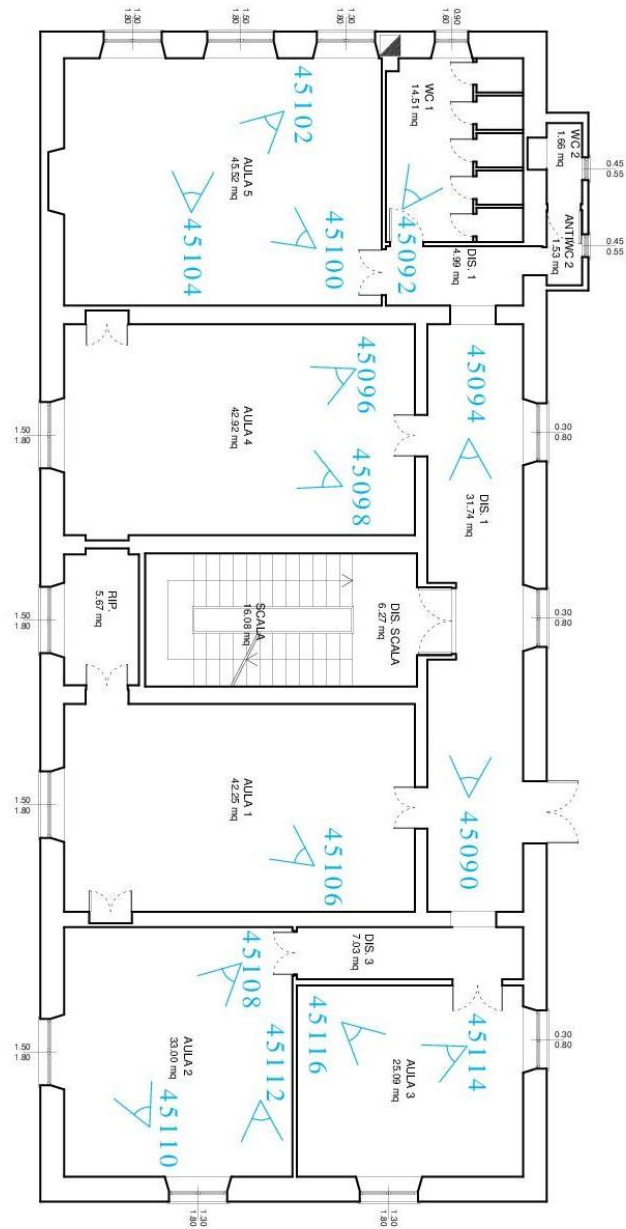 0.45
0.55
0.45
0.55
0.30
0.80
0.30
0.80
0.30
0.80
WC 2
1.66 mq
ANTIWC 2
1.53 mq
0.90
1.60
WC 1
14.51 mq
DIS. 1
4.99 mq
45092
45094
DIS. 1
31.74 mq
45090
45114
DIS. SCALA
6.27 mq
DIS. 3
7.03 mq
AULA 3
25.09 mq
45116
1.30
1.80
1.30
1.80
45102
45100
45096
45098
SCALA
16.08 mq
45106
45108
45112
AULA 5
45.52 mq
AULA 4
42.92 mq
AULA 1
42.25 mq
1.50
1.80
45104
AULA 2
33.00 mq
45110
1.30
1.80
1.30
1.80
RIP.
5.67 mq
1.50
1.80
1.50
1.80
1.50
1.80
1.50
1.80